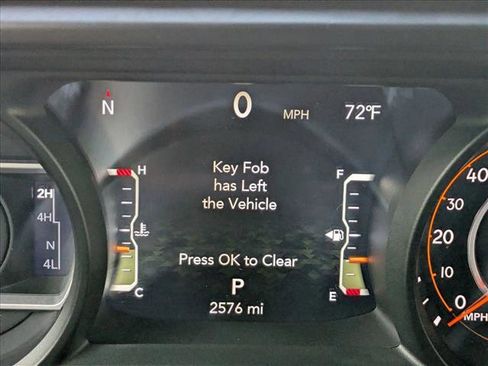 N 0 MPH 72°F
2H
4H
N
4L
H
C
Key Fob
has Left
the Vehicle
Press OK to Clear
P
2576 mi
F
E
40
30
20
10
0
MPH